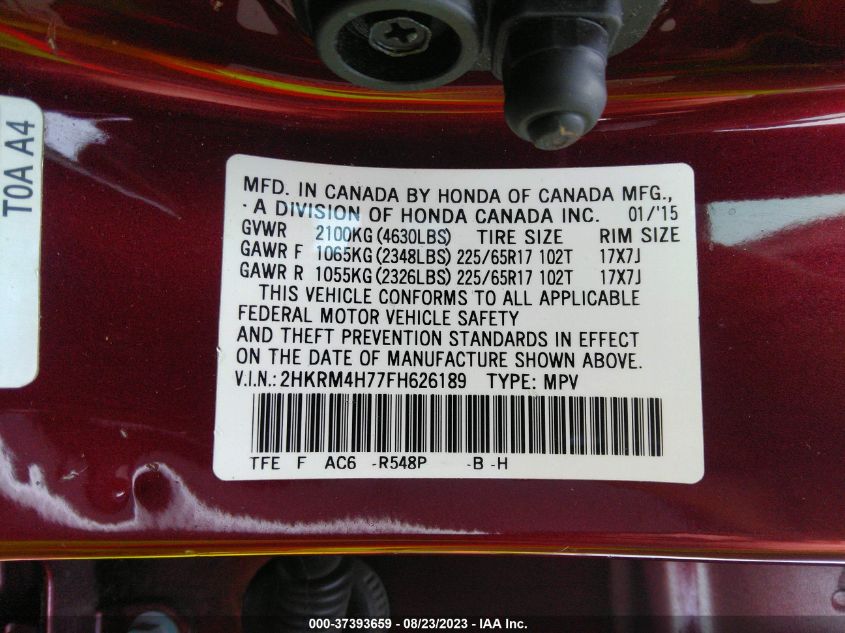 TOA A4
MFD. IN CANADA BY HONDA OF CANADA MFG.,
· A DIVISION OF HONDA CANADA INC. 01/'15
GVWR 2100KG(4630LBS) TIRE SIZE RIM SIZE
GAWR F 1065KG(2348LBS) 225/65R17 102T 17X7J
GAWR R 1055KG(2326LBS) 225/65R17 102T 17X7J
THIS VEHICLE CONFORMS TO ALL APPLICABLE
FEDERAL MOTOR VEHICLE SAFETY
AND THEFT PREVENTION STANDARDS IN EFFECT
ON THE DATE OF MANUFACTURE SHOWN ABOVE.
V.I.N.: 2HKRM4H77FH626189 TYPE: MPV
TFE F AC6 -R548P -B -H
000-37393659 - 08/23/2023 - IAA Inc.